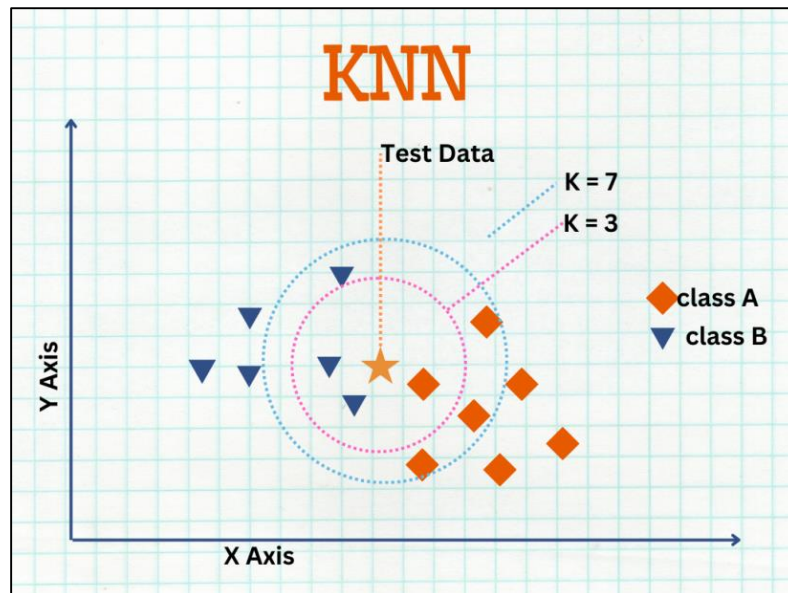 KNN
Test Data
K = 7
K = 3
class A
class B
Y Axis
X Axis